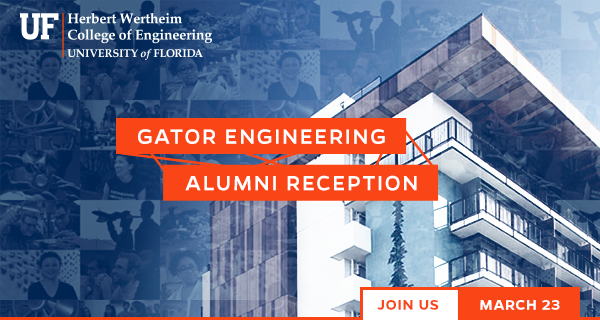 UF
Herbert Wertheim
College of Engineering
UNIVERSITY of FLORIDA
GATOR ENGINEERING
ALUMNI RECEPTION
JOIN US
MARCH 23